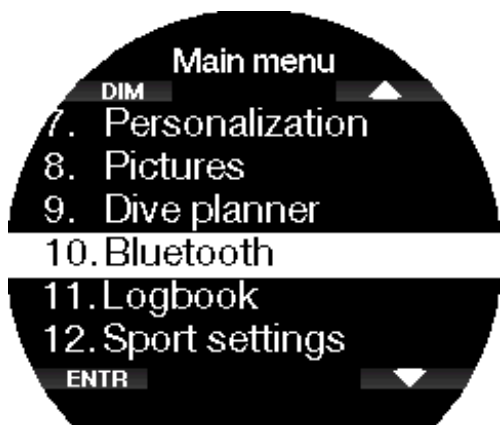 Main menu
DIM
7. Personalization
8. Pictures
9. Dive planner
10. Bluetooth
11. Logbook
12. Sport settings
ENTR